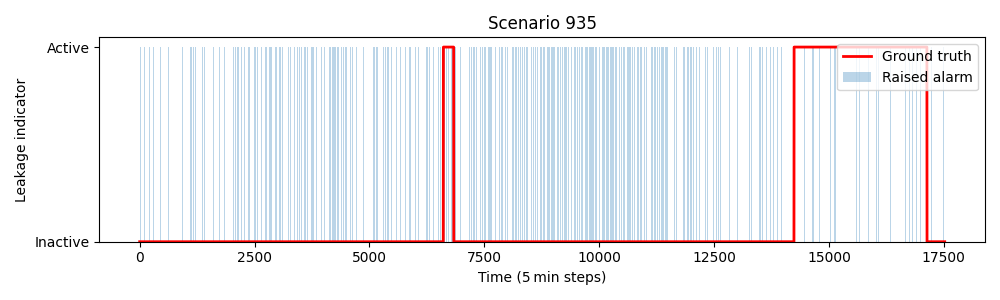 Scenario 935
Active
Inactive
Leakage indicator
Ground truth
Raised alarm
0 2500 5000 7500 10000 12500 15000 17500
Time (5 min steps)